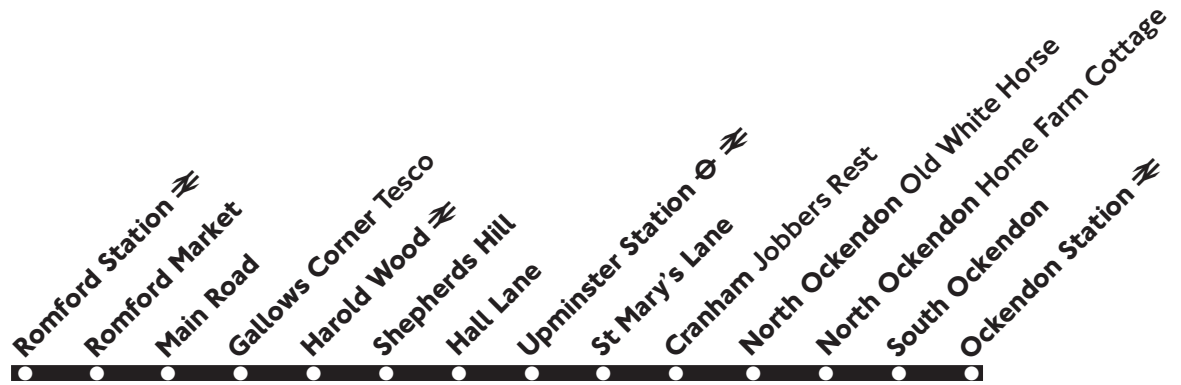 Romford Station
Romford Market
Main Road
Gallows Corner Tesco
Harold Wood
Shepherds Hill
Hall Lane
Upminster Station
St Mary's Lane
Cranham Jobbers Rest
North Ockendon Old White Horse
North Ockendon Home Farm Cottage
South Ockendon
Ockendon Station